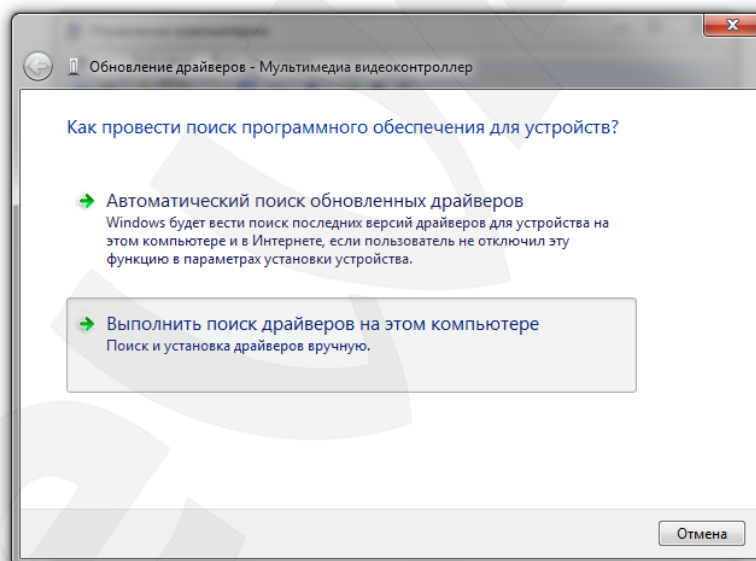 Управление компьютером
Обновление драйверов - Мультимедиа видеоконтроллер
Как провести поиск программного обеспечения для устройств?
Автоматический поиск обновленных драйверов
Windows будет вести поиск последних версий драйверов для устройства на
этом компьютере и в Интернете, если пользователь не отключил эту
функцию в параметрах установки устройства.
Выполнить поиск драйверов на этом компьютере
Поиск и установка драйверов вручную.
Отмена